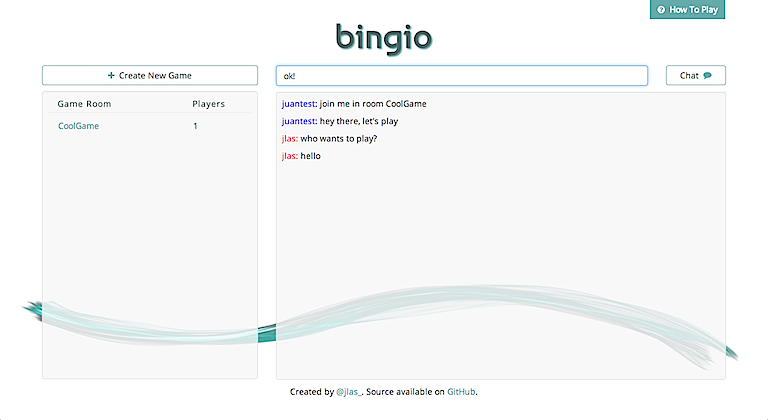 How To Play
bingio
Create New Game
ok!
Chat
Game Room Players
CoolGame 1
juantest: join me in room CoolGame
juantest: hey there, let's play
jlas: who wants to play?
jlas: hello
Created by @jlas_. Source available on GitHub.